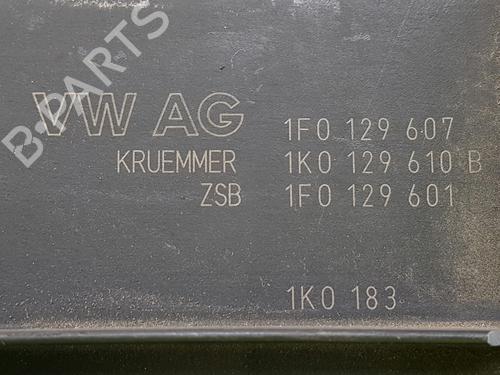 B-PARTS
VW AG 1F0 129 607
KRUEMMER 1K0 129 610 B
ZSB 1F0 129 601
1K0 183